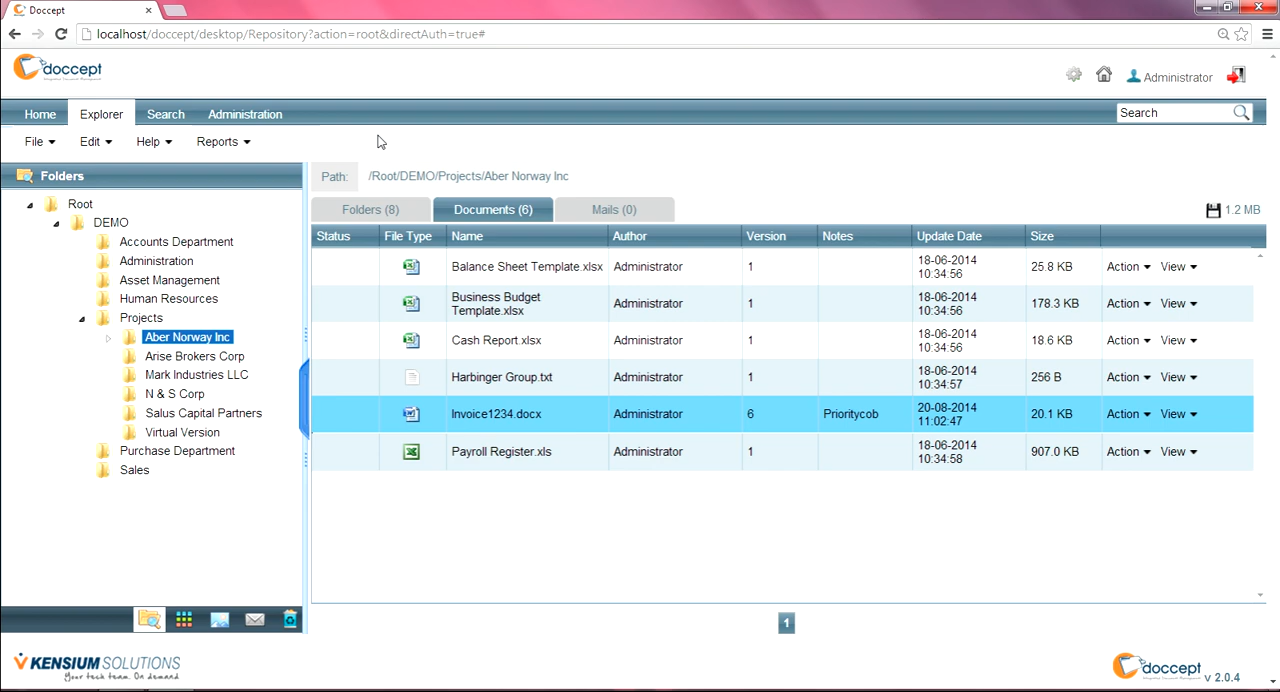 Doccept
localhost/doccept/desktop/Repository?action=root&directAuth=true#
doccept
Administrator
Home Explorer Search Administration Search
File Edit Help Reports
Folders
Path: /Root/DEMO/Projects/Aber Norway Inc
Root
DEMO
Accounts Department
Administration
Asset Management
Human Resources
Projects
Aber Norway Inc
Arise Brokers Corp
Mark Industries LLC
N & S Corp
Salus Capital Partners
Virtual Version
Purchase Department
Sales
Folders (8) Documents (6) Mails (0) 1.2 MB
Status File Type Name Author Version Notes Update Date Size
Balance Sheet Template.xlsx Administrator 1 18-06-2014 10:34:56 25.8 KB Action View
Business Budget Template.xlsx Administrator 1 18-06-2014 10:34:56 178.3 KB Action View
Cash Report.xlsx Administrator 1 18-06-2014 10:34:56 18.6 KB Action View
Harbinger Group.txt Administrator 1 18-06-2014 10:34:57 256 B Action View
Invoice1234.docx Administrator 6 Prioritycob 20-08-2014 11:02:47 20.1 KB Action View
Payroll Register.xls Administrator 1 18-06-2014 10:34:58 907.0 KB Action View
1
KENSIUM SOLUTIONS
Your tech team. On demand
doccept v 2.0.4